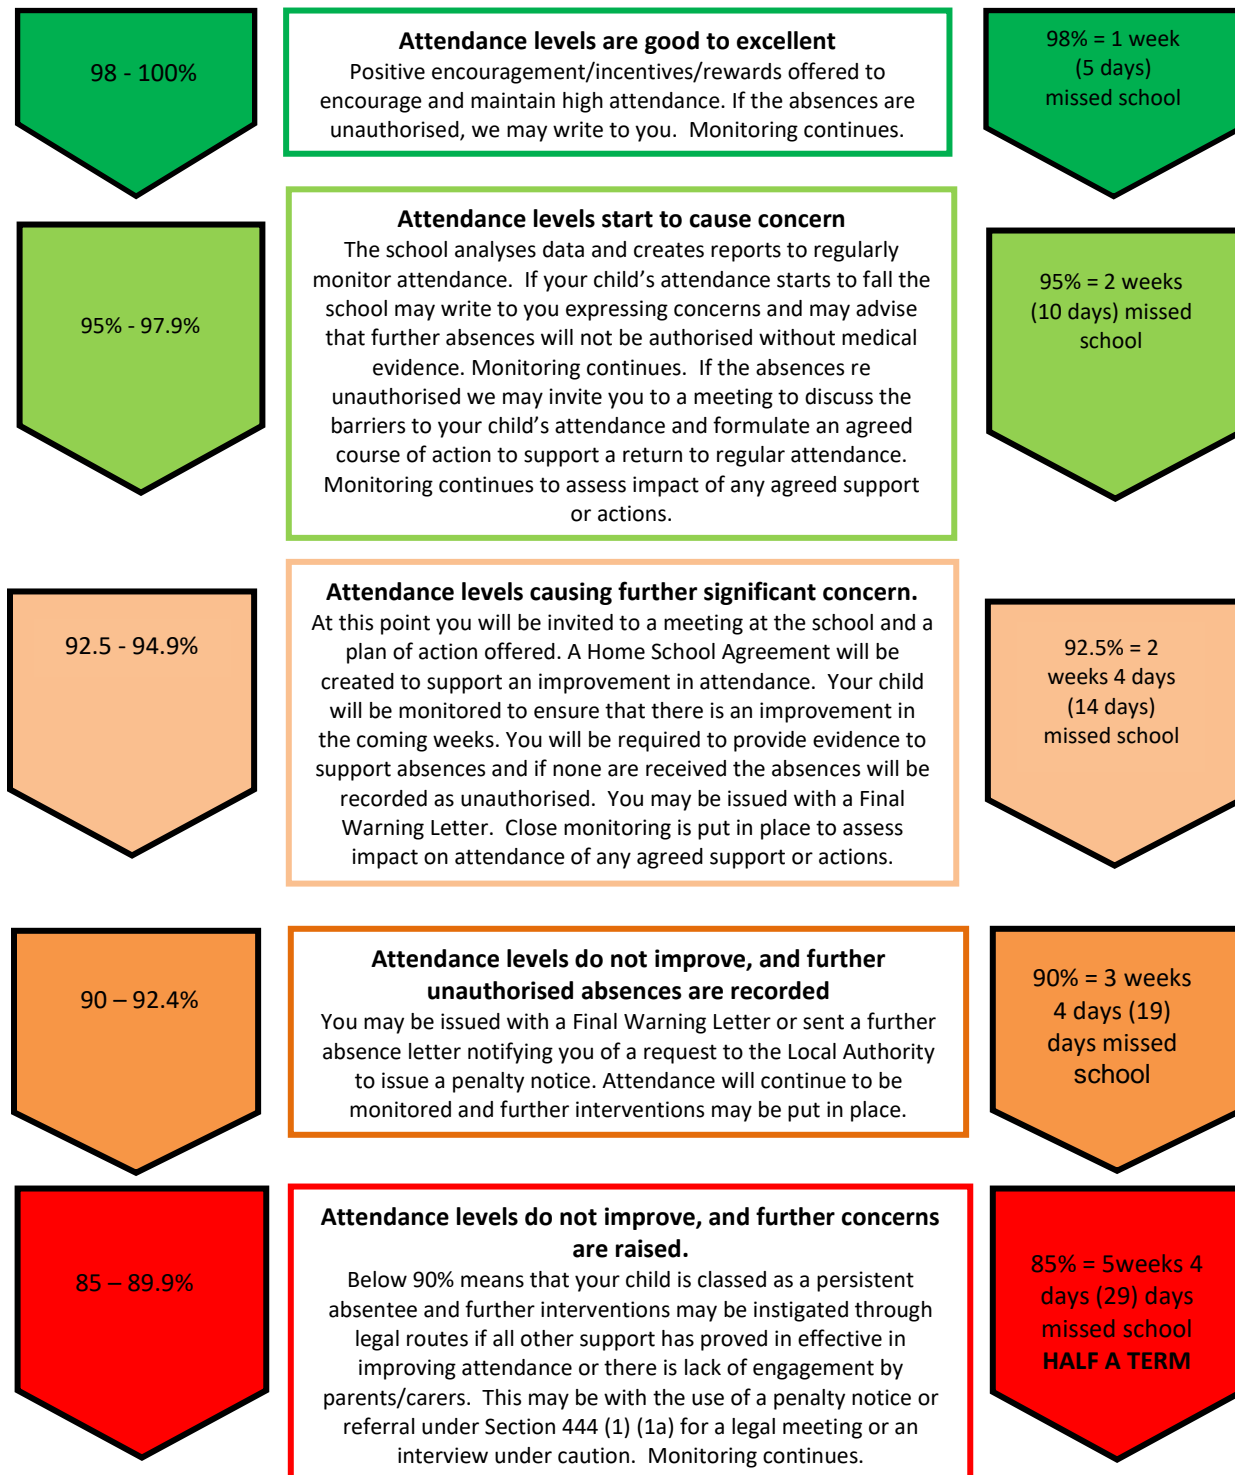 98 - 100%
Attendance levels are good to excellent
Positive encouragement/incentives/rewards offered to
encourage and maintain high attendance. If the absences are
unauthorised, we may write to you.  Monitoring continues.
98% = 1 week
(5 days)
missed school
95% - 97.9%
Attendance levels start to cause concern
The school analyses data and creates reports to regularly
monitor attendance.  If your child’s attendance starts to fall the
school may write to you expressing concerns and may advise
that further absences will not be authorised without medical
evidence. Monitoring continues.  If the absences re
unauthorised we may invite you to a meeting to discuss the
barriers to your child’s attendance and formulate an agreed
course of action to support a return to regular attendance.
Monitoring continues to assess impact of any agreed support
or actions.
95% = 2 weeks
(10 days) missed
school
92.5 - 94.9%
Attendance levels causing further significant concern.
At this point you will be invited to a meeting at the school and a
plan of action offered. A Home School Agreement will be
created to support an improvement in attendance.  Your child
will be monitored to ensure that there is an improvement in
the coming weeks. You will be required to provide evidence to
support absences and if none are received the absences will be
recorded as unauthorised.  You may be issued with a Final
Warning Letter.  Close monitoring is put in place to assess
impact on attendance of any agreed support or actions.
92.5% = 2
weeks 4 days
(14 days)
missed school
90 – 92.4%
Attendance levels do not improve, and further
unauthorised absences are recorded
You may be issued with a Final Warning Letter or sent a further
absence letter notifying you of a request to the Local Authority
to issue a penalty notice. Attendance will continue to be
monitored and further interventions may be put in place.
90% = 3 weeks
4 days (19)
days missed
school
85 – 89.9%
Attendance levels do not improve, and further concerns
are raised.
Below 90% means that your child is classed as a persistent
absentee and further interventions may be instigated through
legal routes if all other support has proved in effective in
improving attendance or there is lack of engagement by
parents/carers.  This may be with the use of a penalty notice or
referral under Section 444 (1) (1a) for a legal meeting or an
interview under caution.  Monitoring continues.
85% = 5weeks 4
days (29) days
missed school
HALF A TERM